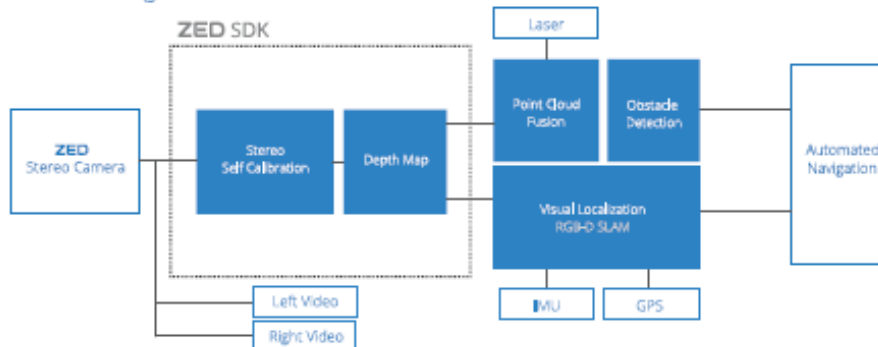 ZED SDK
Laser
Point Cloud
Fusion
Obstacle
Detection
ZED
Stereo Camera
Stereo
Self Calibration
Depth Map
Automated
Navigation
Visual Localization
RGB-D SLAM
Left Video
Right Video
IMU
GPS